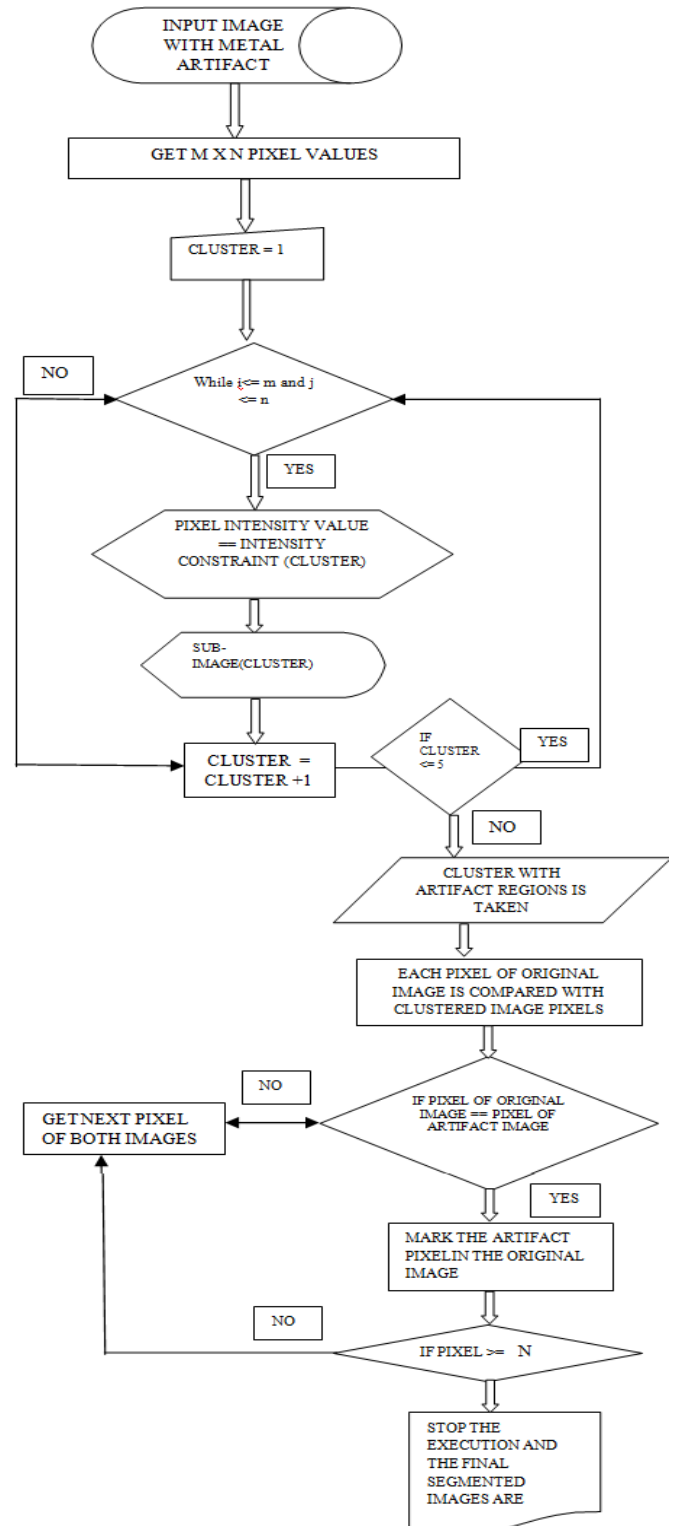 INPUT IMAGE
WITH METAL
ARTIFACT
GET M X N PIXEL VALUES
CLUSTER = 1
NO
While i<= m and j
<= n
YES
PIXEL INTENSITY VALUE
== INTENSITY
CONSTRAINT (CLUSTER)
SUB-
IMAGE(CLUSTER)
CLUSTER =
CLUSTER +1
IF
CLUSTER
<= 5
YES
NO
CLUSTER WITH
ARTIFACT REGIONS IS
TAKEN
EACH PIXEL OF ORIGINAL
IMAGE IS COMPARED WITH
CLUSTERED IMAGE PIXELS
NO
IF PIXEL OF ORIGINAL
IMAGE == PIXEL OF
ARTIFACT IMAGE
GET NEXT PIXEL
OF BOTH IMAGES
YES
MARK THE ARTIFACT
PIXELIN THE ORIGINAL
IMAGE
NO
IF PIXEL >= N
STOP THE
EXECUTION AND
THE FINAL
SEGMENTED
IMAGES ARE